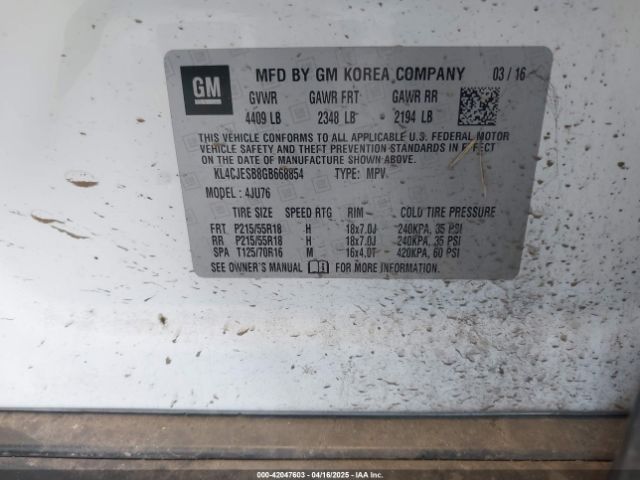 GM
MFD BY GM KOREA COMPANY 03/16
GVWR GAWR FRT GAWR RR
4409 LB 2348 LB 2194 LB
THIS VEHICLE CONFORMS TO ALL APPLICABLE U.S. FEDERAL MOTOR
VEHICLE SAFETY AND THEFT PREVENTION STANDARDS IN EFFECT
ON THE DATE OF MANUFACTURE SHOWN ABOVE.
KL4CJESB8GB668854 TYPE: MPV
MODEL: 4JU76
TIRE SIZE SPEED RTG RIM COLD TIRE PRESSURE
FRT P215/55R18 H 18x7.0J 240KPA, 35 PSI
RR P215/55R18 H 18x7.0J 240KPA, 35 PSI
SPA T125/70R16 M 16x4.0T 420KPA, 60 PSI
SEE OWNER'S MANUAL FOR MORE INFORMATION.
000-42047603 - 04/16/2025 - IAAI.COM